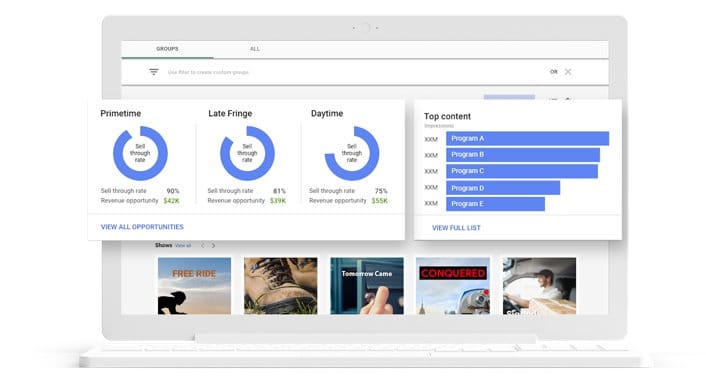 GROUPS ALL
Use filter to create custom groups OR
Primetime
Sell
through
rate
Sell through rate 90%
Revenue opportunity $42K
Late Fringe
Sell
through
rate
Sell through rate 81%
Revenue opportunity $39K
Daytime
Sell
through
rate
Sell through rate 75%
Revenue opportunity $55K
VIEW ALL OPPORTUNITIES
Top content
Impressions
XXM Program A
XXM Program B
XXM Program C
XXM Program D
XXM Program E
VIEW FULL LIST
Shows View all
FREE RIDE
Tomorrow Came
CONQUERED